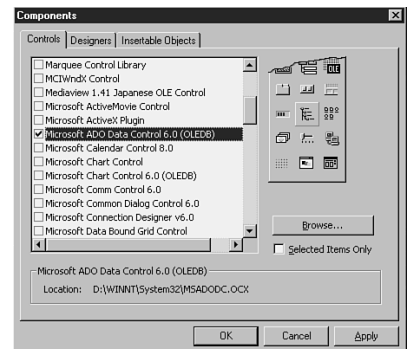 Components
Controls
Designers
Insertable Objects
Marquee Control Library
MCIWndX Control
Mediaview 1.41 Japanese OLE Control
Microsoft ActiveMovie Control
Microsoft ActiveX Plugin
Microsoft ADO Data Control 6.0 (OLEDB)
Microsoft Calendar Control 8.0
Microsoft Chart Control
Microsoft Chart Control 6.0 (OLEDB)
Microsoft Comm Control 6.0
Microsoft Common Dialog Control 6.0
Microsoft Connection Designer v6.0
Microsoft Data Bound Grid Control
OLE
Browse...
Selected Items Only
Microsoft ADO Data Control 6.0 (OLEDB)
Location: D:\WINNT\System32\MSADODC.OCX
OK
Cancel
Apply